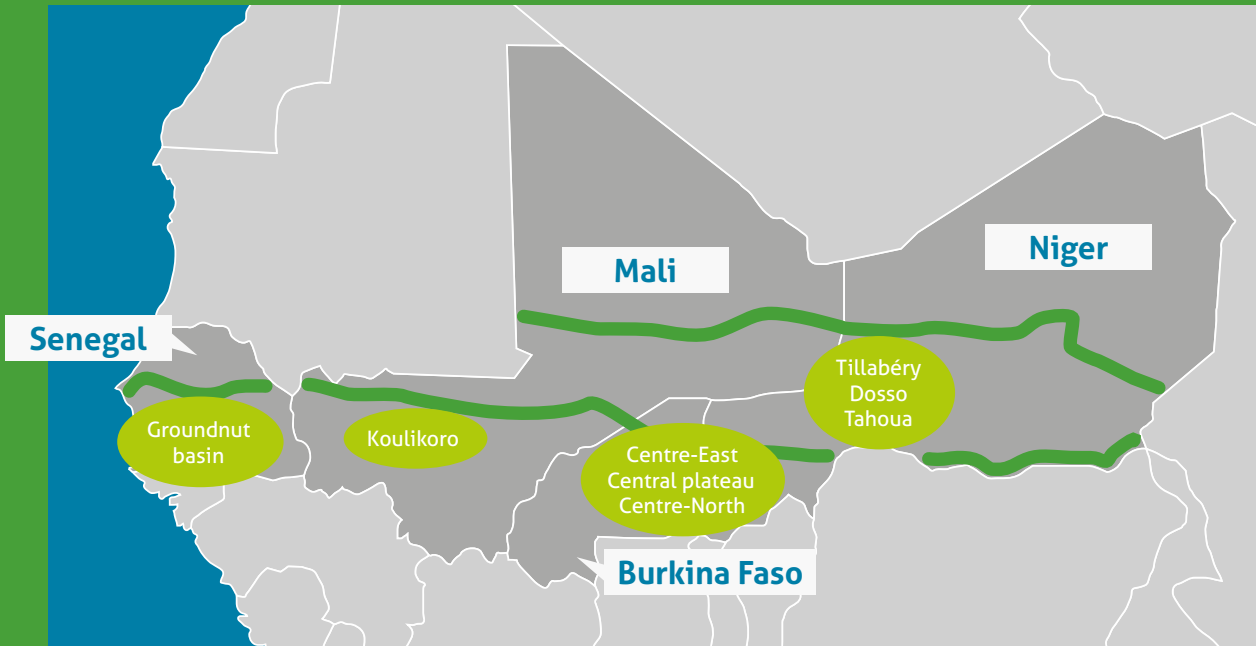 Niger
Mali
Senegal
Tillabéry
Dosso
Tahoua
Groundnut
basin
Koulikoro
Centre-East
Central plateau
Centre-North
Burkina Faso